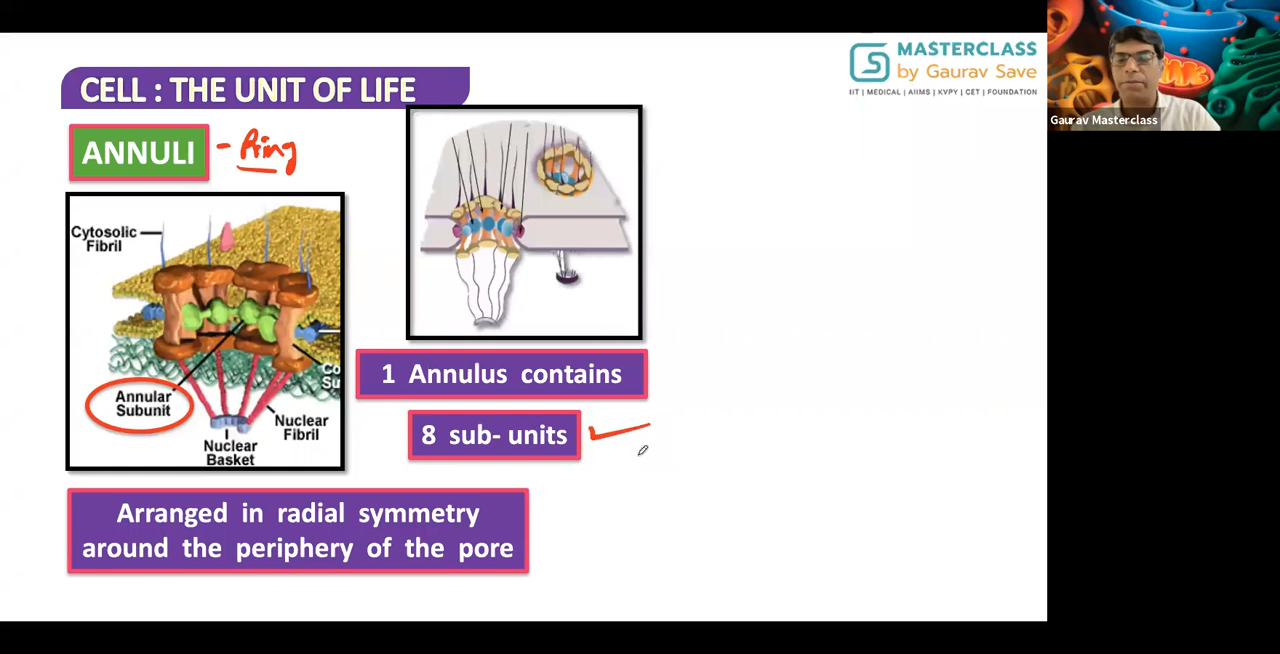 MASTERCLASS
by Gaurav Save
IIT | MEDICAL | AIIMS | KVPY | CET | FOUNDATION
Gaurav Masterclass
CELL : THE UNIT OF LIFE
ANNULI - Ring
Cytosolic
Fibril
Co
Su
Annular
Subunit
Nuclear
Fibril
Nuclear
Basket
1 Annulus contains
8 sub- units
Arranged in radial symmetry
around the periphery of the pore